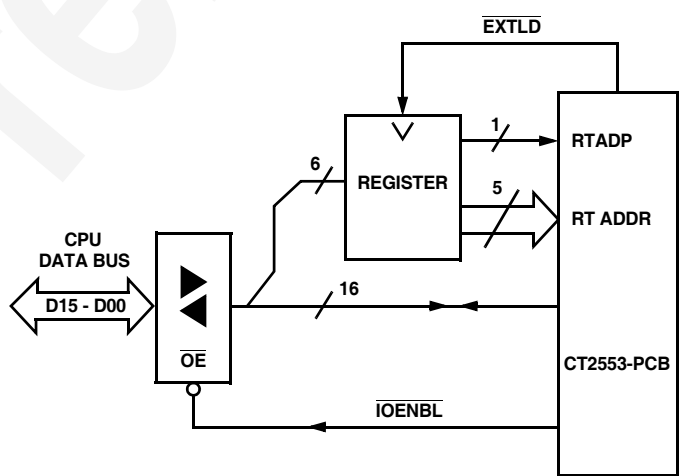 EXTLD
1
RTADP
6
REGISTER
5
RT ADDR
CPU
DATA BUS
D15 - D00
16
OE
CT2553-PCB
IOENBL